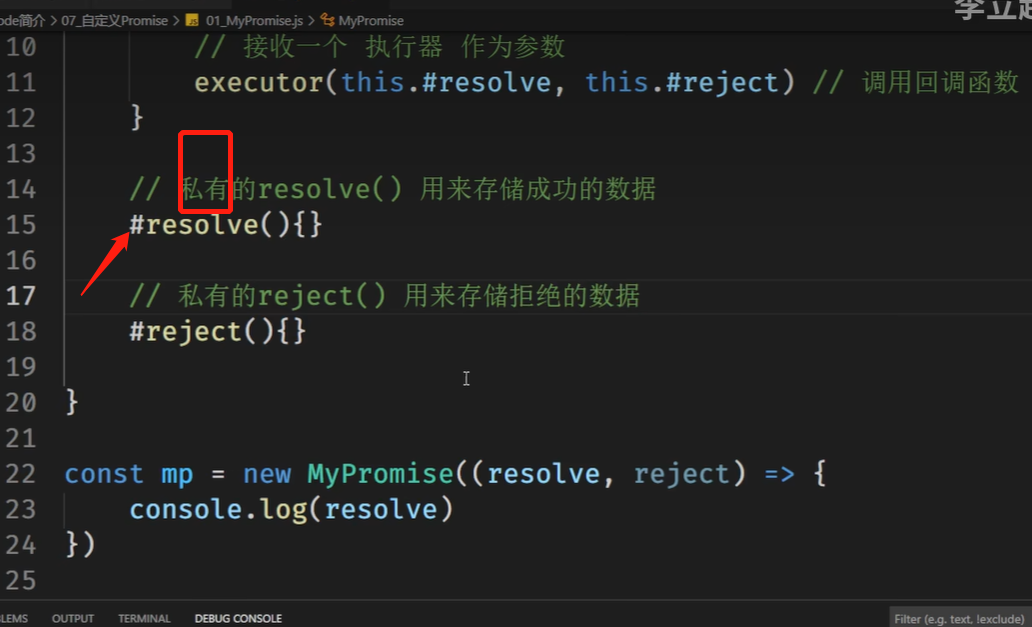 ode简介 > 07_自定义Promise > JS 01_MyPromise.js > MyPromise
李立超
10 // 接收一个 执行器 作为参数
11 executor(this.#resolve, this.#reject) // 调用回调函数
12 }
13
14 // 私有的resolve() 用来存储成功的数据
15 #resolve(){}
16
17 // 私有的reject() 用来存储拒绝的数据
18 #reject(){}
19
20 }
21
22 const mp = new MyPromise((resolve, reject) => {
23 console.log(resolve)
24 })
25
LEMS OUTPUT TERMINAL DEBUG CONSOLE Filter (e.g. text, !exclude)